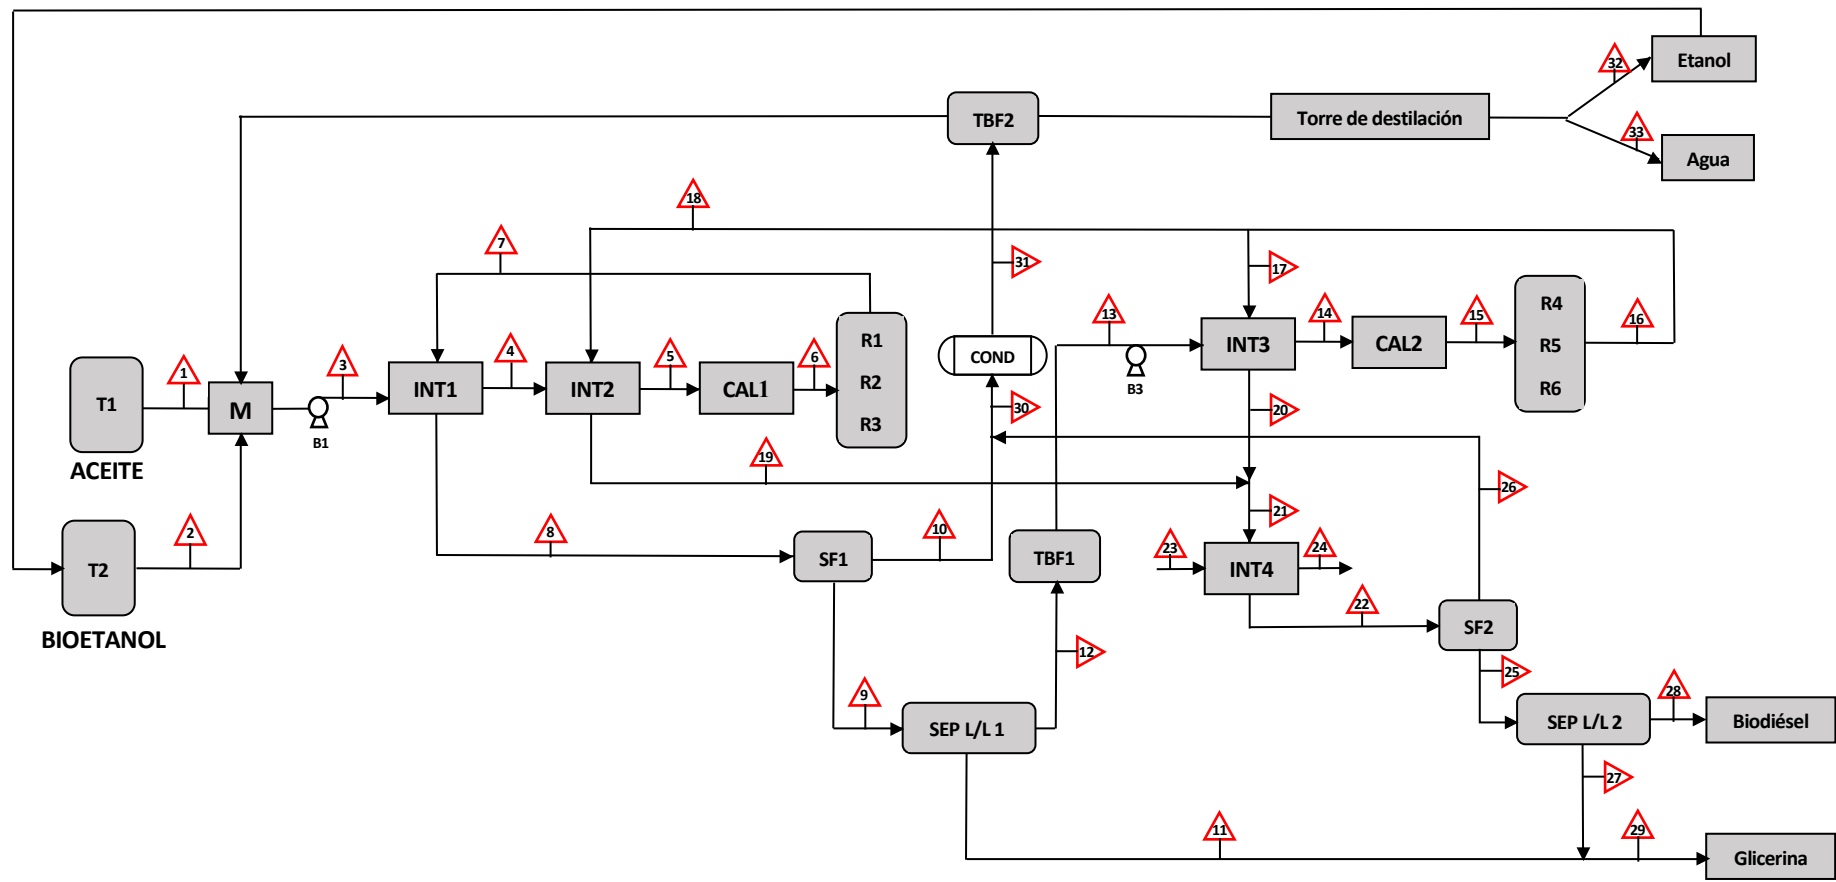 Etanol
32
TBF2
Torre de destilación
33
Agua
18
7
31
17
13
14
15
16
R4
R5
R6
R1
R2
R3
1
3
4
5
6
T1
M
INT1
INT2
CAL1
COND
INT3
CAL2
B3
B1
30
20
ACEITE
19
26
21
2
8
10
T2
SF1
TBF1
23
24
INT4
22
BIOETANOL
SF2
12
25
9
28
SEP L/L 1
SEP L/L 2
Biodiésel
27
11
29
Glicerina